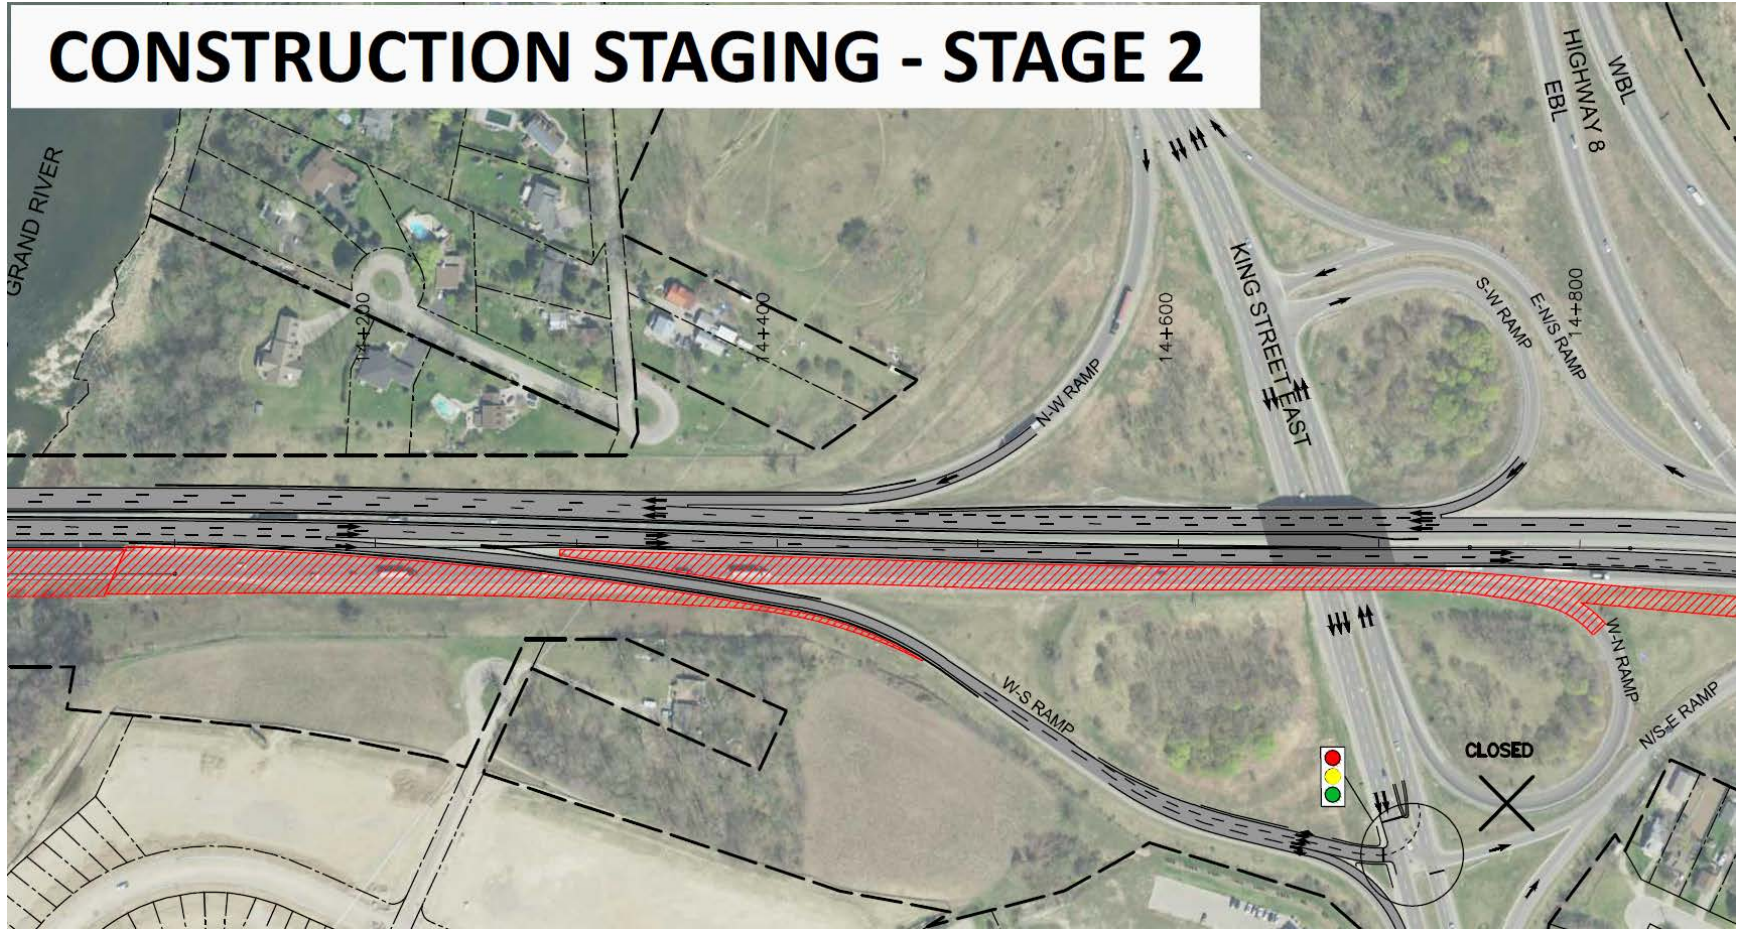 CONSTRUCTION STAGING - STAGE 2
HIGHWAY 8
WBL
EBL
GRAND RIVER
KING STREET EAST
14+200
14+400
14+600
14+800
S-W RAMP
E-N/S RAMP
N-W RAMP
W-S RAMP
W-N RAMP
N/S-E RAMP
CLOSED